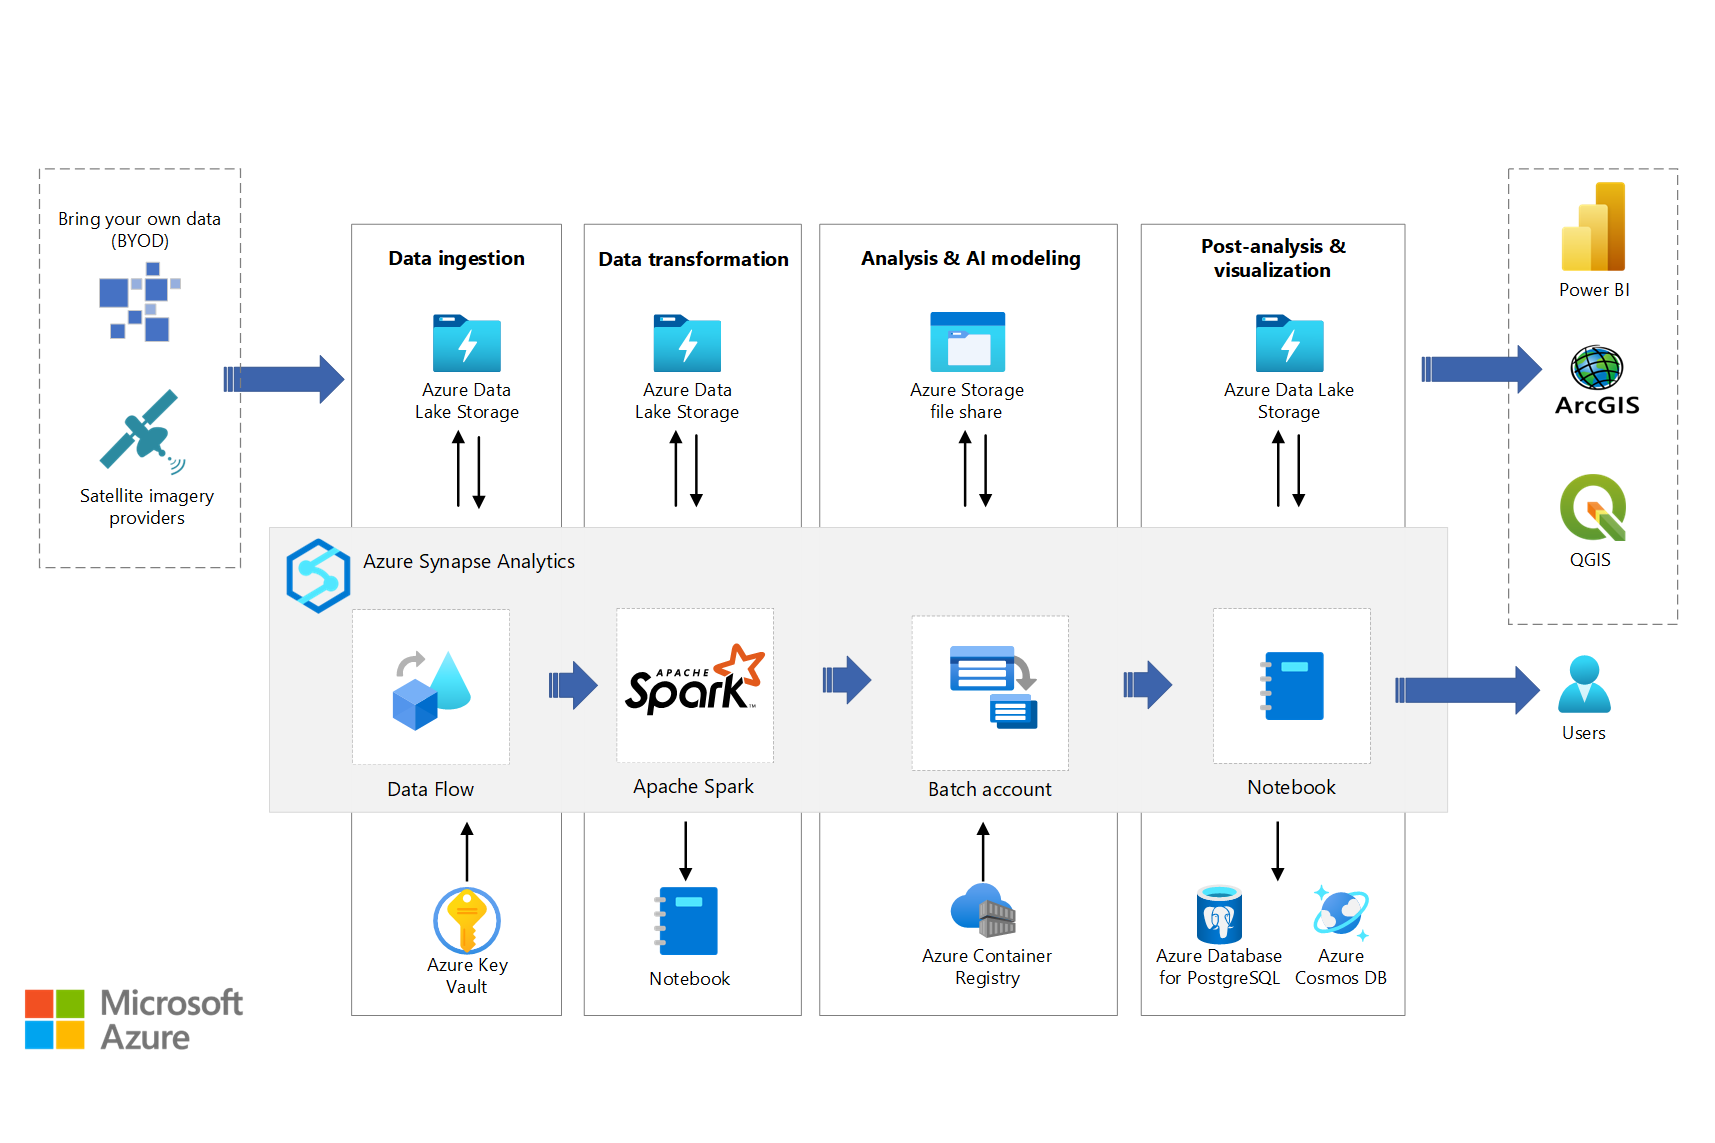 Bring your own data
(BYOD)
Satellite imagery
providers
Data ingestion
Azure Data
Lake Storage
Data transformation
Azure Data
Lake Storage
Analysis & AI modeling
Azure Storage
file share
Post-analysis &
visualization
Azure Data Lake
Storage
Power BI
ArcGIS
QGIS
Azure Synapse Analytics
Data Flow
APACHE
Spark
TM
Apache Spark
Batch account
Notebook
Users
Azure Key
Vault
Notebook
Azure Container
Registry
Azure Database
for PostgreSQL
Azure
Cosmos DB
Microsoft
Azure